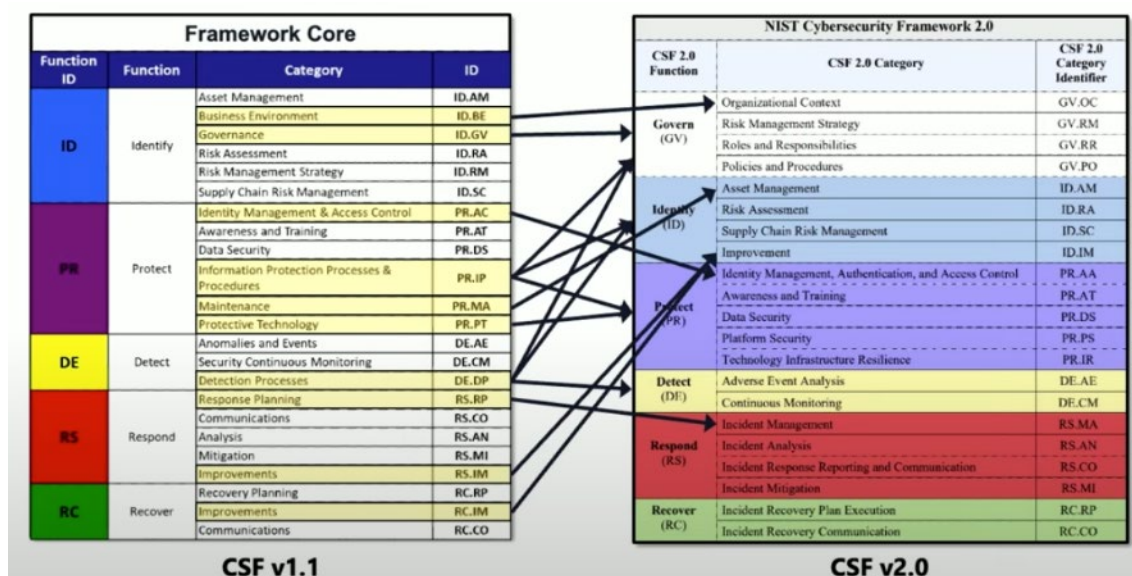 Framework Core
Function ID Function Category ID
ID Identify
Asset Management ID.AM
Business Environment ID.BE
Governance ID.GV
Risk Assessment ID.RA
Risk Management Strategy ID.RM
Supply Chain Risk Management ID.SC
PR Protect
Identity Management & Access Control PR.AC
Awareness and Training PR.AT
Data Security PR.DS
Information Protection Processes &
Procedures PR.IP
Maintenance PR.MA
Protective Technology PR.PT
DE Detect
Anomalies and Events DE.AE
Security Continuous Monitoring DE.CM
Detection Processes DE.DP
RS Respond
Response Planning RS.RP
Communications RS.CO
Analysis RS.AN
Mitigation RS.MI
Improvements RS.IM
RC Recover
Recovery Planning RC.RP
Improvements RC.IM
Communications RC.CO
CSF v1.1
NIST Cybersecurity Framework 2.0
CSF 2.0 Function CSF 2.0 Category CSF 2.0 Category Identifier
Govern
(GV)
Organizational Context GV.OC
Risk Management Strategy GV.RM
Roles and Responsibilities GV.RR
Policies and Procedures GV.PO
Identify
(ID)
Asset Management ID.AM
Risk Assessment ID.RA
Supply Chain Risk Management ID.SC
Improvement ID.IM
Protect
(PR)
Identity Management, Authentication, and Access Control PR.AA
Awareness and Training PR.AT
Data Security PR.DS
Platform Security PR.PS
Technology Infrastructure Resilience PR.IR
Detect
(DE)
Adverse Event Analysis DE.AE
Continuous Monitoring DE.CM
Respond
(RS)
Incident Management RS.MA
Incident Analysis RS.AN
Incident Response Reporting and Communication RS.CO
Incident Mitigation RS.MI
Recover
(RC)
Incident Recovery Plan Execution RC.RP
Incident Recovery Communication RC.CO
CSF v2.0